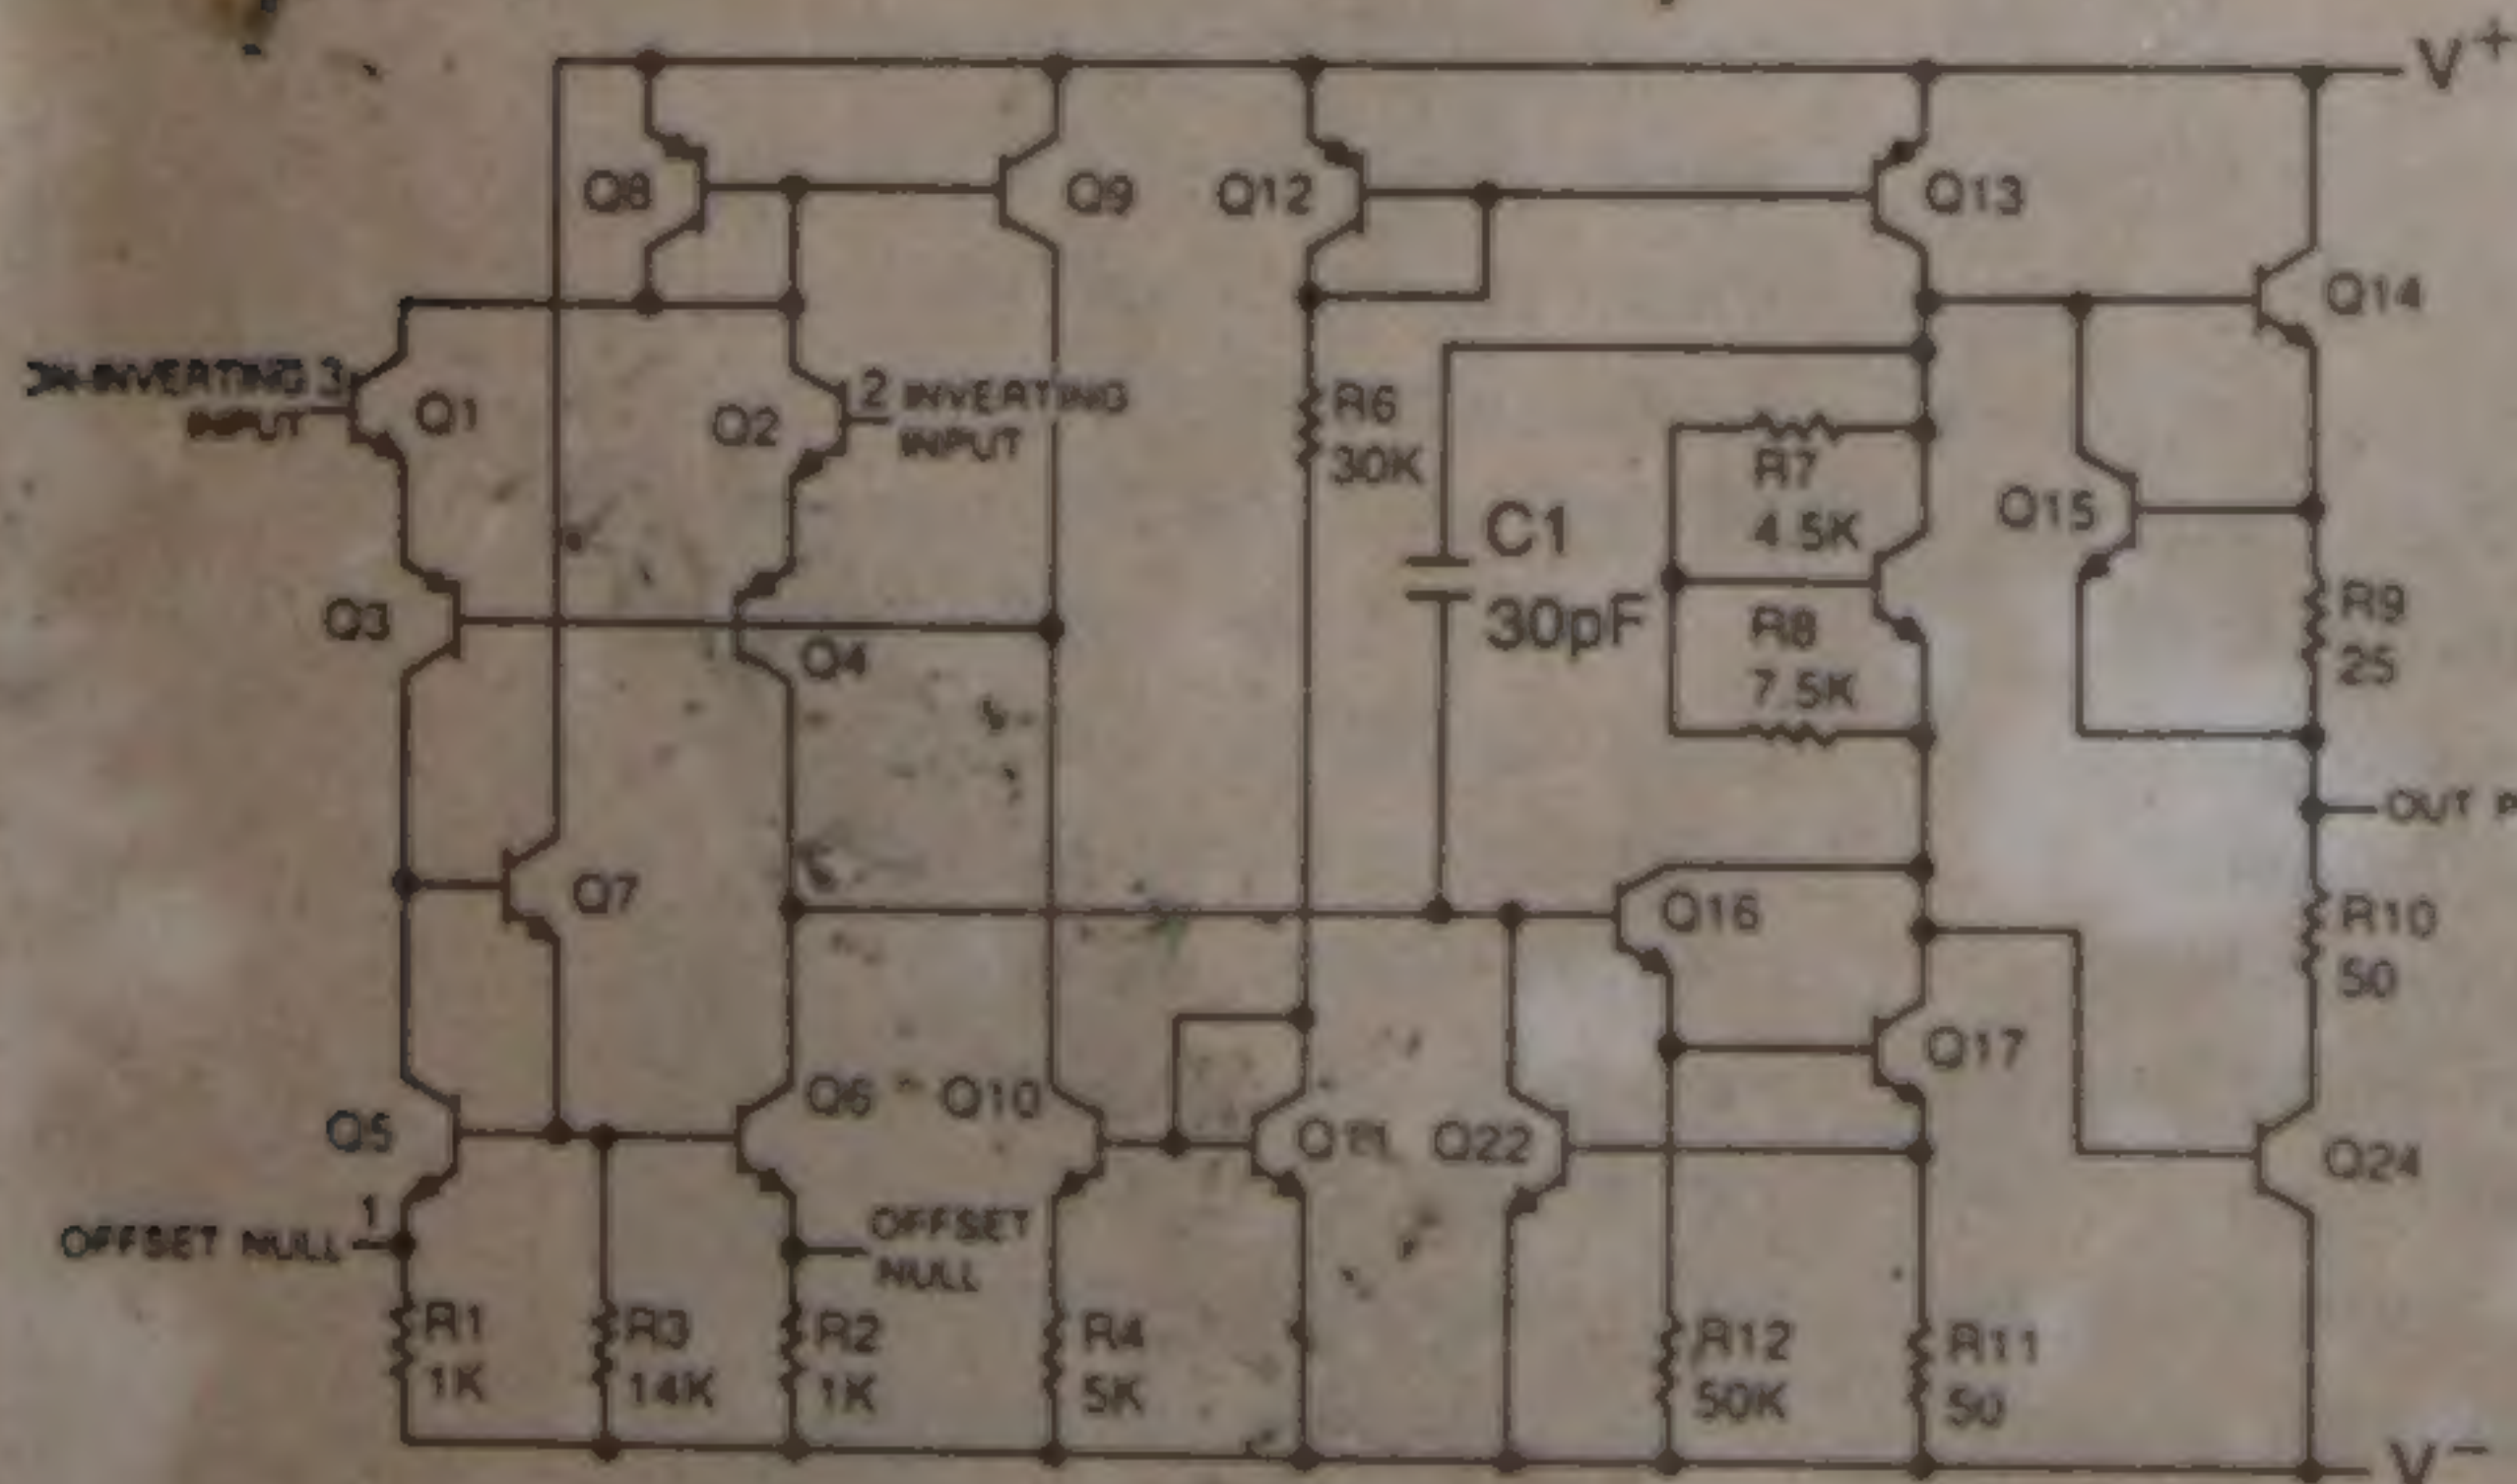 V+
Q8
Q9
Q12
Q13
Q14
3
INPUT
Q1
Q2
2 INVERTING
INPUT
R6
30K
C1
30pF
R7
4.5K
R8
7.5K
Q15
R9
25
Q3
Q4
OUT
Q7
Q16
R10
50
Q17
Q5
Q6
Q10
Q22
Q24
1
OFFSET NULL
OFFSET
NULL
R1
1K
R3
14K
R2
1K
R4
5K
R12
50K
R11
50
V−